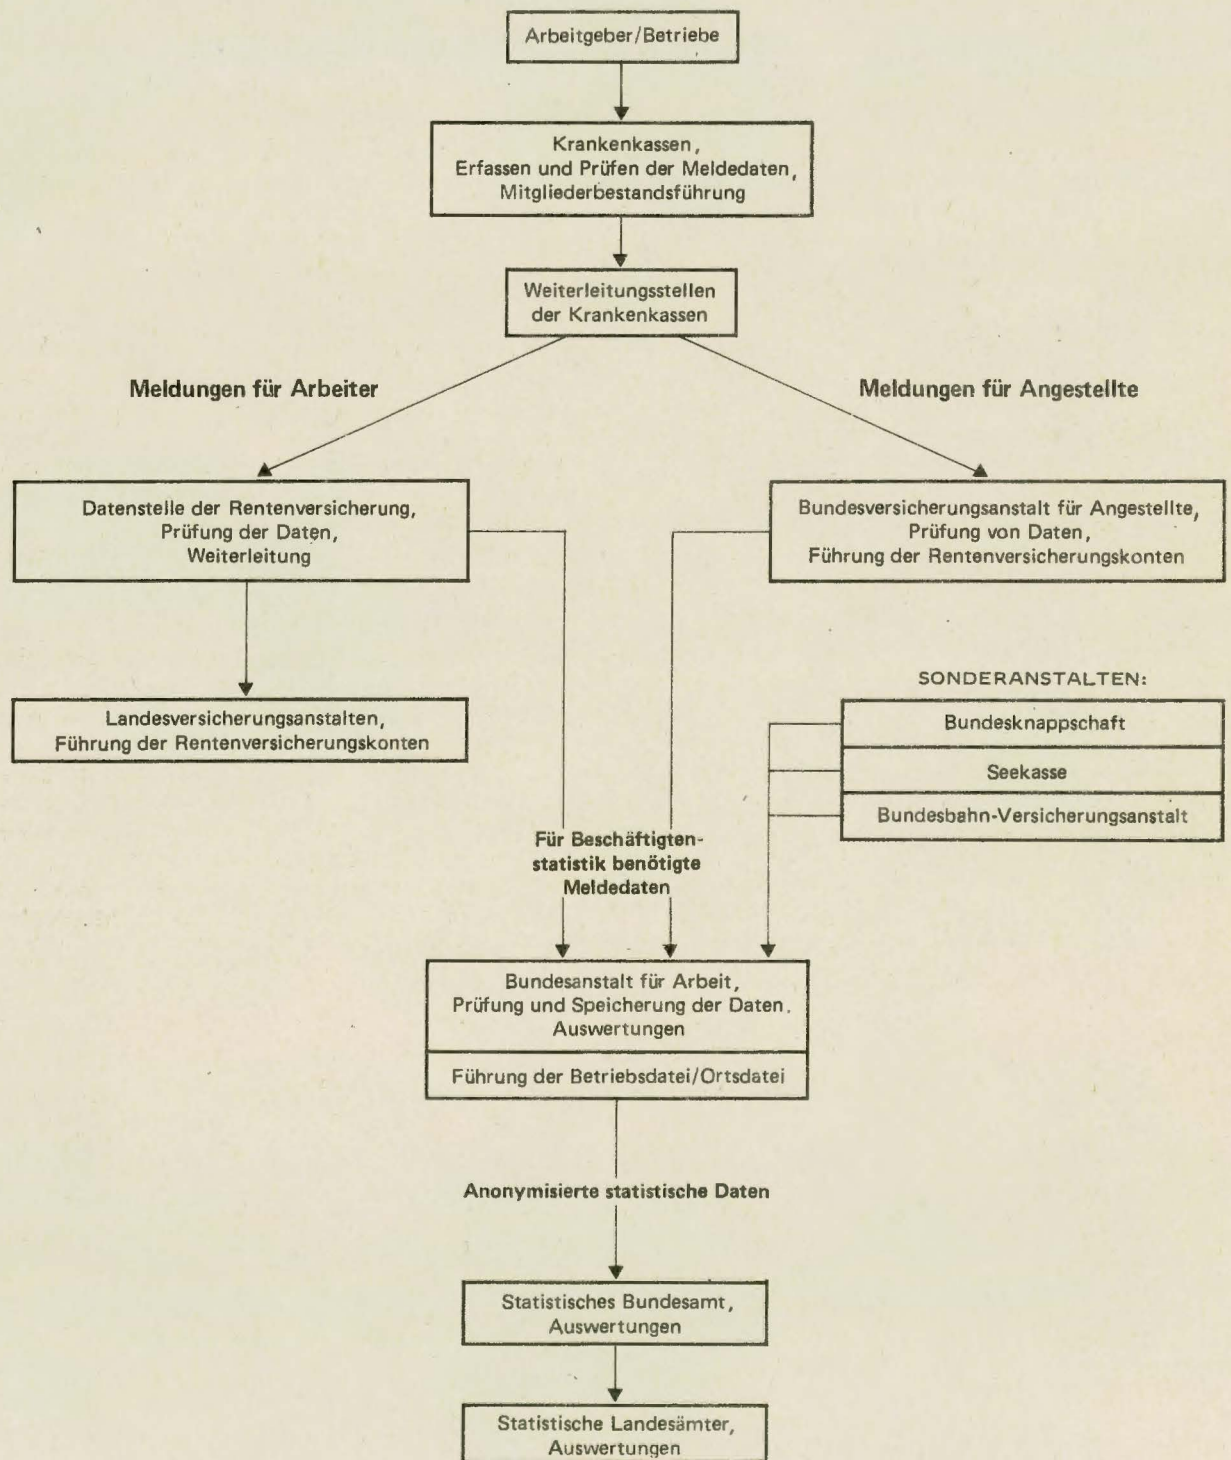 Arbeitgeber/Betriebe
Krankenkassen,
Erfassen und Prüfen der Meldedaten,
Mitgliederbestandsführung
Weiterleitungsstellen
der Krankenkassen
Meldungen für Arbeiter
Meldungen für Angestellte
Datenstelle der Rentenversicherung,
Prüfung der Daten,
Weiterleitung
Bundesversicherungsanstalt für Angestellte,
Prüfung von Daten,
Führung der Rentenversicherungskonten
Landesversicherungsanstalten,
Führung der Rentenversicherungskonten
SONDERANSTALTEN:
Bundesknappschaft
Seekasse
Bundesbahn-Versicherungsanstalt
Für Beschäftigten-
statistik benötigte
Meldedaten
Bundesanstalt für Arbeit,
Prüfung und Speicherung der Daten.
Auswertungen
Führung der Betriebsdatei/Ortsdatei
Anonymisierte statistische Daten
Statistisches Bundesamt,
Auswertungen
Statistische Landesämter,
Auswertungen